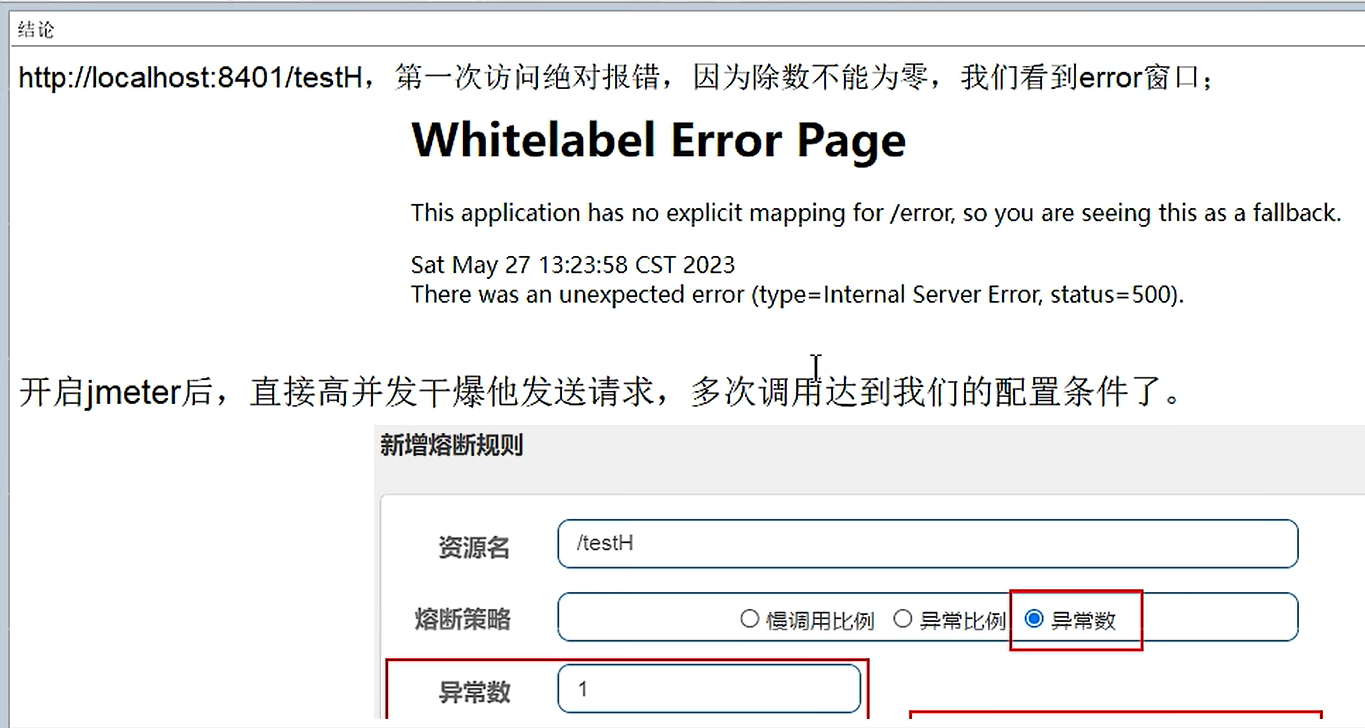 结论
http://localhost:8401/testH，第一次访问绝对报错，因为除数不能为零，我们看到error窗口；
Whitelabel Error Page
This application has no explicit mapping for /error, so you are seeing this as a fallback.
Sat May 27 13:23:58 CST 2023
There was an unexpected error (type=Internal Server Error, status=500).
开启jmeter后，直接高并发干爆他发送请求，多次调用达到我们的配置条件了。
新增熔断规则
资源名 /testH
熔断策略 慢调用比例 异常比例 异常数
异常数 1